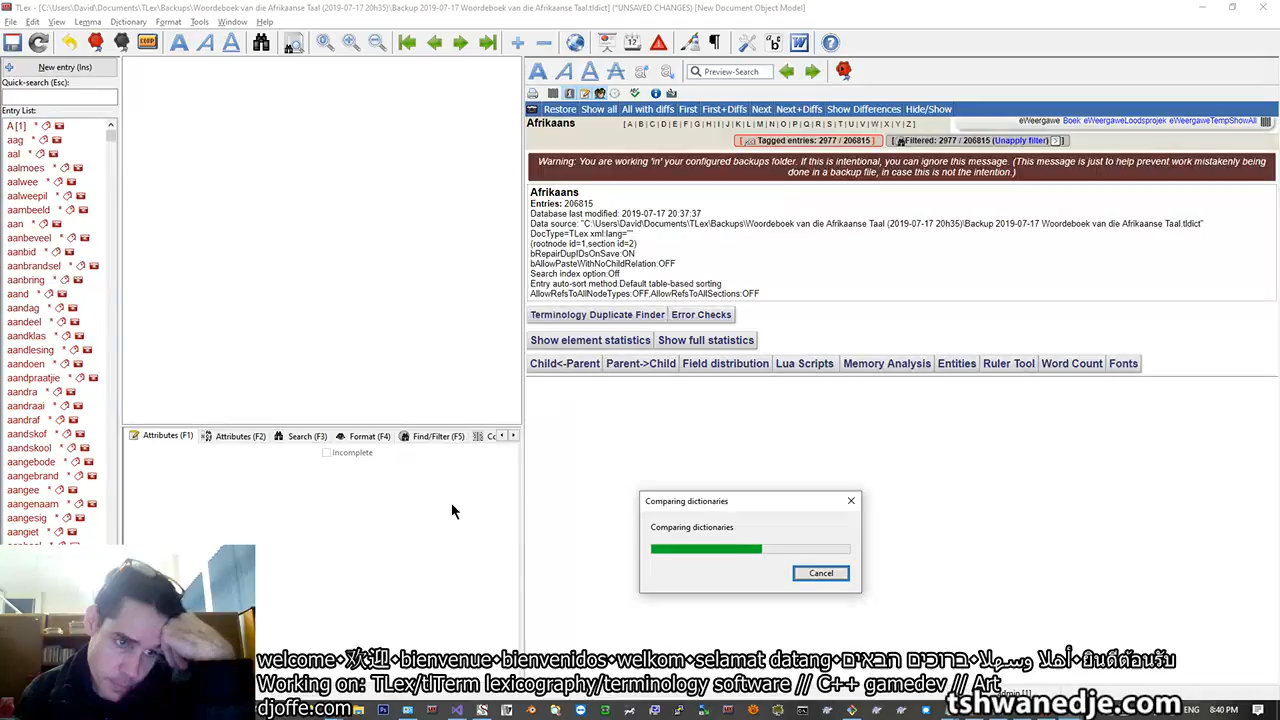 TLex - [C:\Users\David\Documents\TLex\Backups\Woordeboek van die Afrikaanse Taal (2019-07-17 20h35)\Backup 2019-07-17 Woordeboek van die Afrikaanse Taal.tldict] (*UNSAVED CHANGES) [New Document Object Model]
File Edit View Lemma Dictionary Format Tools Window Help
New entry (Ins)
Quick-search (Esc):
Entry List:
A [1] *
aag *
aal *
aalmoes *
aalwee *
aalweepil *
aambeeld *
aan *
aanbeveel *
aanbid *
aanbrandsel *
aanbring *
aand *
aandag *
aandeel *
aandklas *
aandlesing *
aandoen *
aandpraatjie *
aandra *
aandraai *
aandraf *
aandskof *
aandskool *
aangebode *
aangebrand *
aangee *
aangenaam *
aangesig *
aangiet *
Attributes (F1) Attributes (F2) Search (F3) Format (F4) Find/Filter (F5)
Incomplete
Preview-Search
Restore Show all All with diffs First First+Diffs Next Next+Diffs Show Differences Hide/Show
Afrikaans [ A | B | C | D | E | F | G | H | I | J | K | L | M | N | O | P | Q | R | S | T | U | V | W | X | Y | Z ]
eWeergawe Boek eWeergaweLoodsprojek eWeergaweTempShowAll
[ Tagged entries: 2977 / 206815 ] [ Filtered: 2977 / 206815 (Unapply filter) ]
Warning: You are working 'in' your configured backups folder. If this is intentional, you can ignore this message. (This message is just to help prevent work mistakenly being
done in a backup file, in case this is not the intention.)
Afrikaans
Entries: 206815
Database last modified: 2019-07-17 20:37:37
Data source: "C:\Users\David\Documents\TLex\Backups\Woordeboek van die Afrikaanse Taal (2019-07-17 20h35)\Backup 2019-07-17 Woordeboek van die Afrikaanse Taal.tldict"
DocType=TLex xml:lang=""
(rootnode id=1,section id=2)
bRepairDupIDsOnSave:ON
bAllowPasteWithNoChildRelation:OFF
Search index option:Off
Entry auto-sort method:Default table-based sorting
AllowRefsToAllNodeTypes:OFF,AllowRefsToAllSections:OFF
Terminology Duplicate Finder Error Checks
Show element statistics Show full statistics
Child<-Parent Parent->Child Field distribution Lua Scripts Memory Analysis Entities Ruler Tool Word Count Fonts
Comparing dictionaries
Comparing dictionaries
Cancel
welcome•欢迎•bienvenue•bienvenidos•welkom•selamat datang•ברוכים הבאים•أهلا وسهلا•ยินดีต้อนรับ
Working on: TLex/tlTerm lexicography/terminology software // C++ gamedev // Art
djoffe.com
tshwanedje.com
ENG 8:40 PM